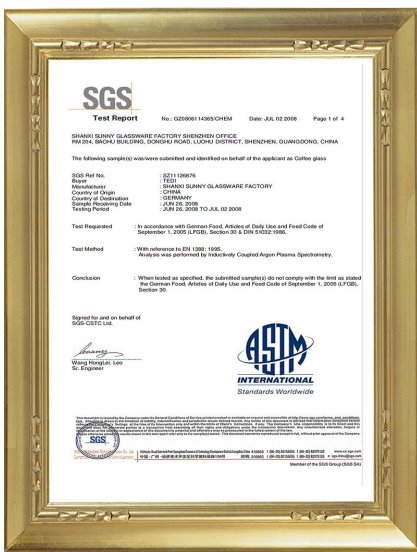 SGS
Test Report No.: GZ0806114365/CHEM Date: JUL 02 2008 Page 1 of 4
SHANXI SUNNY GLASSWARE FACTORY SHENZHEN OFFICE
RM 204, BAOHU BUILDING, DONGHU ROAD, LUOHU DISTRICT, SHENZHEN, GUANGDONG, CHINA
The following sample(s) was/were submitted and identified on behalf of the applicant as Coffee glass
SGS Ref No. : SZ11126876
Buyer : TEDI
Manufacturer : SHANXI SUNNY GLASSWARE FACTORY
Country of Origin : CHINA
Country of Destination : GERMANY
Sample Receiving Date : JUN 26, 2008
Testing Period : JUN 26, 2008 TO JUL 02 2008
Test Requested : In accordance with German Food, Articles of Daily Use and Feed Code of
September 1, 2005 (LFGB), Section 30 & DIN 51032:1986.
Test Method : With reference to EN 1388: 1995.
Analysis was performed by Inductively Coupled Argon Plasma Spectrometry.
Conclusion : When tested as specified, the submitted sample(s) do not comply with the limit as stated
the German Food, Articles of Daily Use and Feed Code of September 1, 2005 (LFGB),
Section 30.
Signed for and on behalf of
SGS-CSTC Ltd.
Wang HongLei, Leo
Sr. Engineer
ASTM
INTERNATIONAL
Standards Worldwide
SGS
Member of the SGS Group (SGS SA)